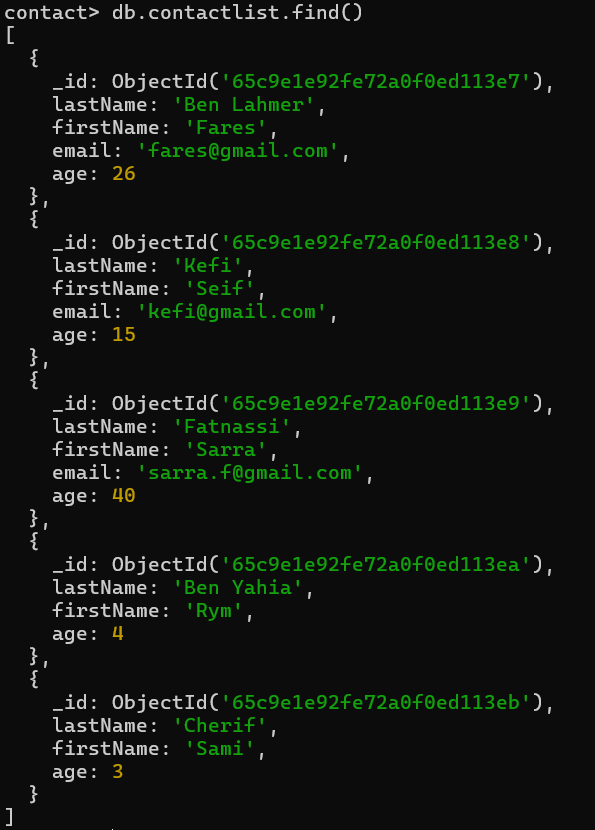 contact> db.contactlist.find()
[
  {
    _id: ObjectId('65c9e1e92fe72a0f0ed113e7'),
    lastName: 'Ben Lahmer',
    firstName: 'Fares',
    email: 'fares@gmail.com',
    age: 26
  },
  {
    _id: ObjectId('65c9e1e92fe72a0f0ed113e8'),
    lastName: 'Kefi',
    firstName: 'Seif',
    email: 'kefi@gmail.com',
    age: 15
  },
  {
    _id: ObjectId('65c9e1e92fe72a0f0ed113e9'),
    lastName: 'Fatnassi',
    firstName: 'Sarra',
    email: 'sarra.f@gmail.com',
    age: 40
  },
  {
    _id: ObjectId('65c9e1e92fe72a0f0ed113ea'),
    lastName: 'Ben Yahia',
    firstName: 'Rym',
    age: 4
  },
  {
    _id: ObjectId('65c9e1e92fe72a0f0ed113eb'),
    lastName: 'Cherif',
    firstName: 'Sami',
    age: 3
  }
]